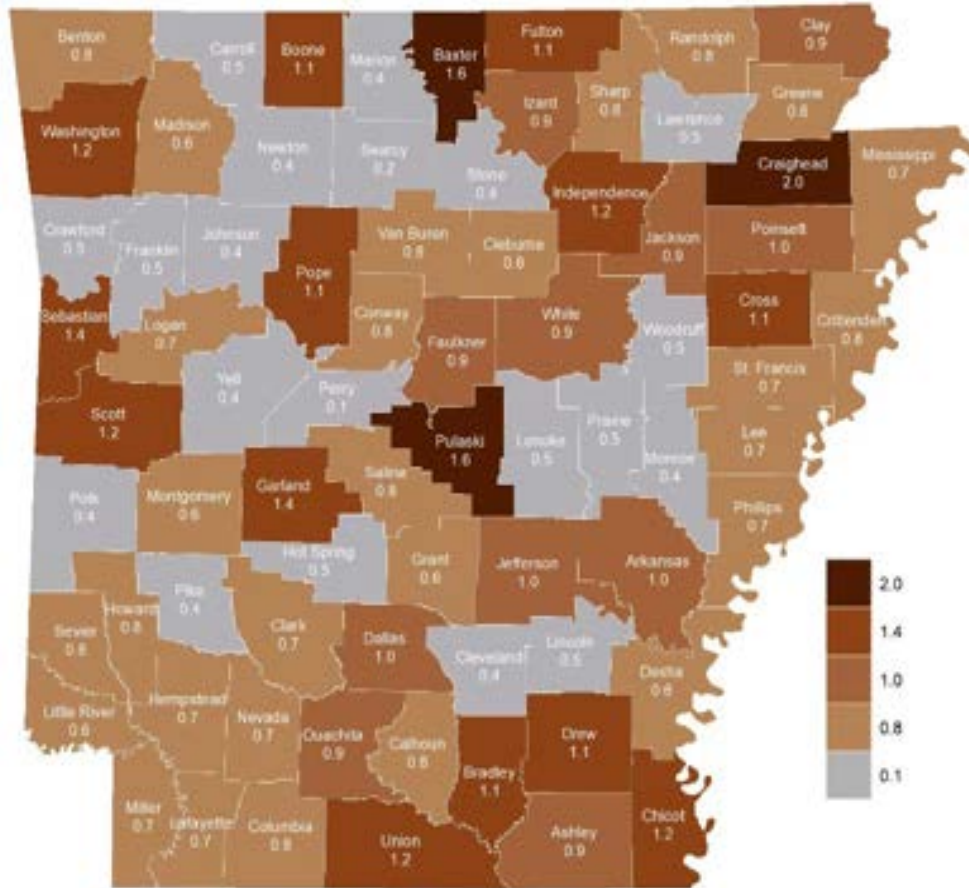 Benton
0.8
Carroll
0.5
Boone
1.1
Marion
0.4
Baxter
1.6
Fulton
1.1
Randolph
0.8
Clay
0.9
Washington
1.2
Madison
0.6
Newton
0.4
Searcy
0.2
Stone
0.4
Izard
0.9
Sharp
0.8
Lawrence
0.5
Greene
0.8
Craighead
2.0
Mississippi
0.7
Independence
1.2
Crawford
0.5
Franklin
0.5
Johnson
0.4
Pope
1.1
Van Buren
0.8
Cleburne
0.8
Jackson
0.9
Poinsett
1.0
Sebastian
1.4
Logan
0.7
Conway
0.8
Faulkner
0.9
White
0.9
Woodruff
0.5
Cross
1.1
Crittenden
0.8
Scott
1.2
Yell
0.4
Perry
0.1
Pulaski
1.6
Lonoke
0.5
Prairie
0.5
Monroe
0.4
St. Francis
0.7
Lee
0.7
Polk
0.4
Montgomery
0.6
Garland
1.4
Saline
0.8
Phillips
0.7
Hot Spring
0.5
Grant
0.6
Jefferson
1.0
Arkansas
1.0
Sevier
0.8
Howard
0.8
Pike
0.4
Clark
0.7
Dallas
1.0
Cleveland
0.4
Lincoln
0.5
Desha
0.8
Little River
0.6
Hempstead
0.7
Nevada
0.7
Ouachita
0.9
Calhoun
0.8
Bradley
1.1
Drew
1.1
Miller
0.7
Lafayette
0.7
Columbia
0.8
Union
1.2
Ashley
0.9
Chicot
1.2
2.0
1.4
1.0
0.8
0.1